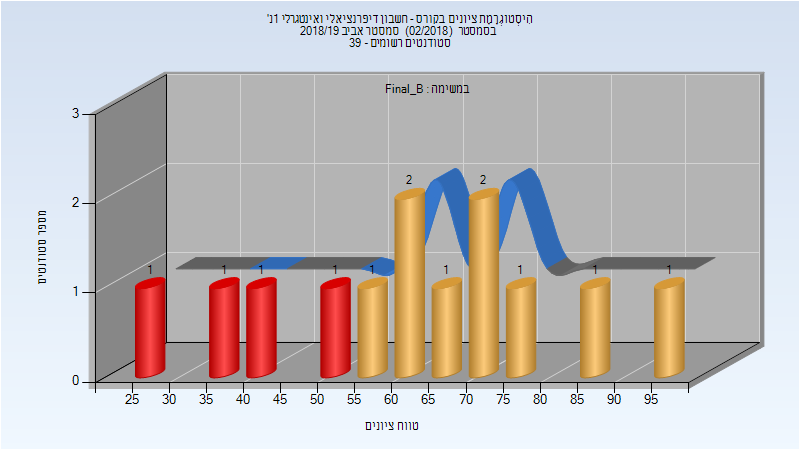 היסטוגרמת ציונים בקורס - חשבון דיפרנציאלי ואינטגרלי 1נ'
בסמסטר (02/2018) סמסטר אביב 2018/19
סטודנטים רשומים - 39
במשימה : Final_B
מספר סטודנטים
3
2
1
0
1 1 1 1 1 2 1 2 1 1 1
25 30 35 40 45 50 55 60 65 70 75 80 85 90 95
טווח ציונים